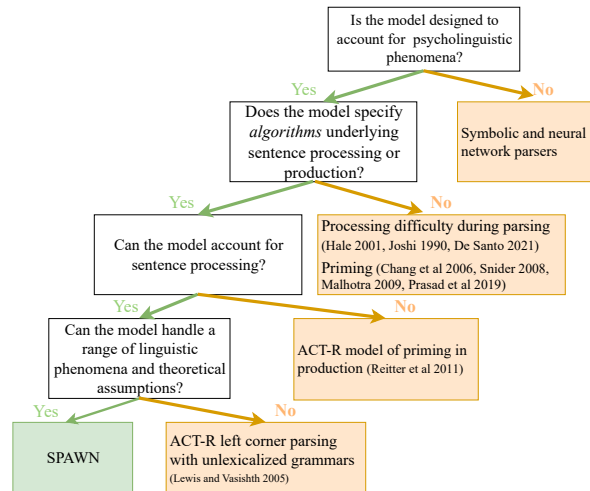 Is the model designed to
account for psycholinguistic
phenomena?
Yes
No
Does the model specify
algorithms underlying
sentence processing or
production?
Symbolic and neural
network parsers
Yes
No
Can the model account for
sentence processing?
Processing difficulty during parsing
(Hale 2001, Joshi 1990, De Santo 2021)
Priming (Chang et al 2006, Snider 2008,
Malhotra 2009, Prasad et al 2019)
Yes
No
Can the model handle a
range of linguistic
phenomena and theoretical
assumptions?
ACT-R model of priming in
production (Reitter et al 2011)
Yes
No
SPAWN
ACT-R left corner parsing
with unlexicalized grammars
(Lewis and Vasishth 2005)